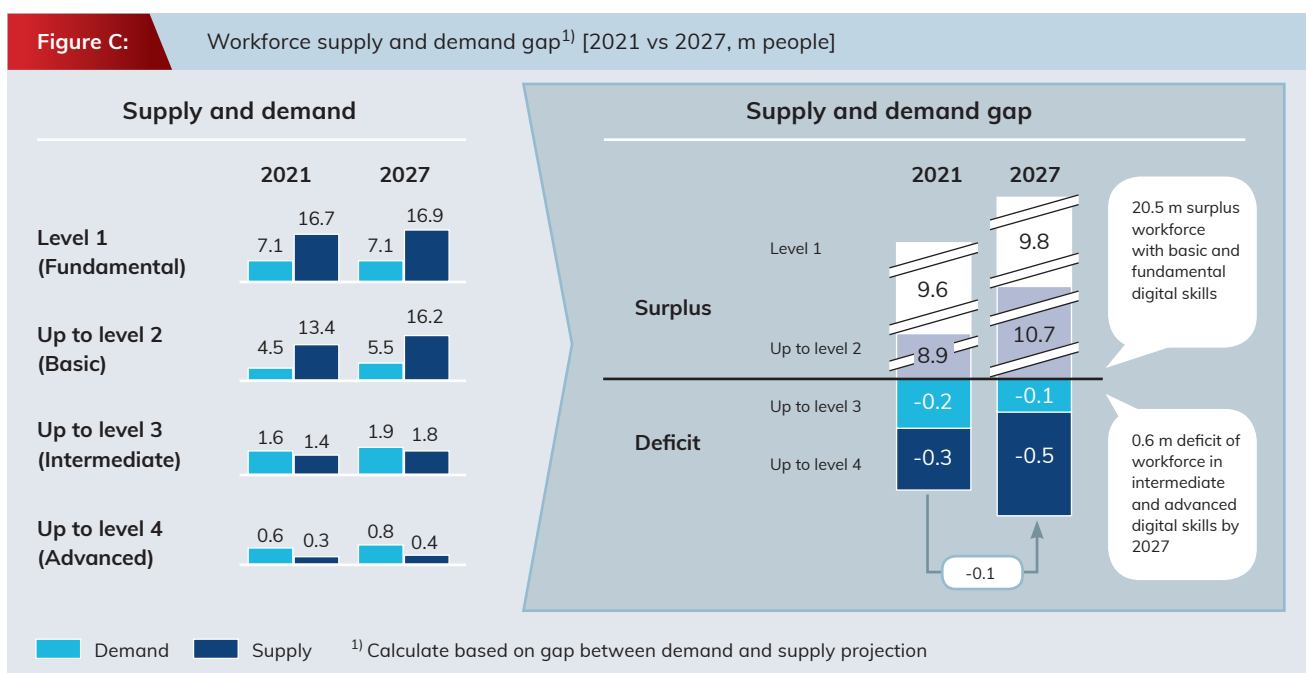 Figure C:
Workforce supply and demand gap1) [2021 vs 2027, m people]
Supply and demand
2021 2027
Level 1
(Fundamental)
7.1 16.7 7.1 16.9
Up to level 2
(Basic)
4.5 13.4 5.5 16.2
Up to level 3
(Intermediate)
1.6 1.4 1.9 1.8
Up to level 4
(Advanced)
0.6 0.3 0.8 0.4
Supply and demand gap
2021 2027
Surplus
Level 1
9.6 9.8
Up to level 2
8.9 10.7
Deficit
Up to level 3
-0.2 -0.1
Up to level 4
-0.3 -0.5
-0.1
20.5 m surplus
workforce
with basic and
fundamental
digital skills
0.6 m deficit of
workforce in
intermediate
and advanced
digital skills by
2027
Demand Supply
1) Calculate based on gap between demand and supply projection